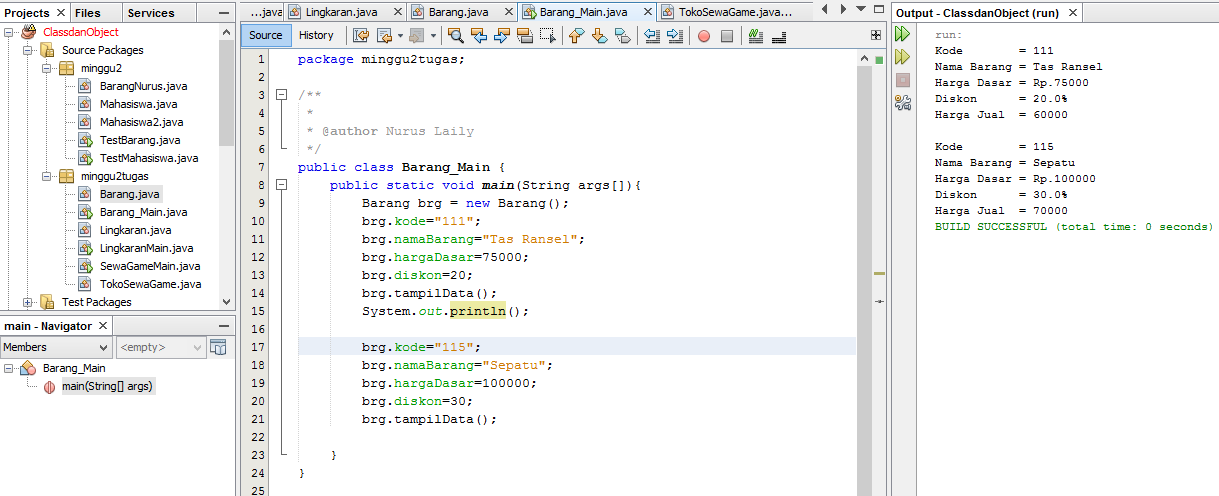 Projects Files Services
ClassdanObject
Source Packages
minggu2
BarangNurus.java
Mahasiswa.java
Mahasiswa2.java
TestBarang.java
TestMahasiswa.java
minggu2tugas
Barang.java
Barang_Main.java
Lingkaran.java
LingkaranMain.java
SewaGameMain.java
TokoSewaGame.java
Test Packages
main - Navigator
Members <empty>
Barang_Main
main(String[] args)
...java Lingkaran.java Barang.java Barang_Main.java TokoSewaGame.java...
Source History
1 package minggu2tugas;
2
3 /**
4 *
5 * @author Nurus Laily
6 */
7 public class Barang_Main {
8 public static void main(String args[]){
9 Barang brg = new Barang();
10 brg.kode="111";
11 brg.namaBarang="Tas Ransel";
12 brg.hargaDasar=75000;
13 brg.diskon=20;
14 brg.tampilData();
15 System.out.println();
16
17 brg.kode="115";
18 brg.namaBarang="Sepatu";
19 brg.hargaDasar=100000;
20 brg.diskon=30;
21 brg.tampilData();
22
23 }
24 }
25
Output - ClassdanObject (run)
run:
Kode = 111
Nama Barang = Tas Ransel
Harga Dasar = Rp.75000
Diskon = 20.0%
Harga Jual = 60000
Kode = 115
Nama Barang = Sepatu
Harga Dasar = Rp.100000
Diskon = 30.0%
Harga Jual = 70000
BUILD SUCCESSFUL (total time: 0 seconds)